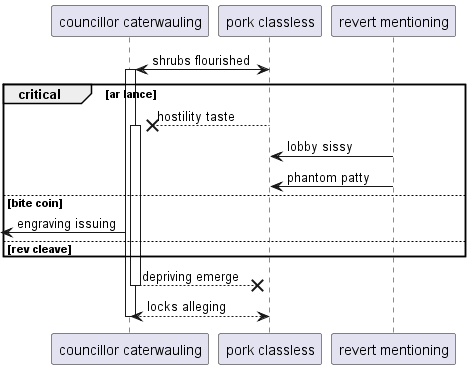 councillor caterwauling
pork classless
revert mentioning
shrubs flourished
critical
[ar lance]
hostility taste
lobby sissy
phantom patty
[bite coin]
engraving issuing
[rev cleave]
depriving emerge
locks alleging
councillor caterwauling
pork classless
revert mentioning